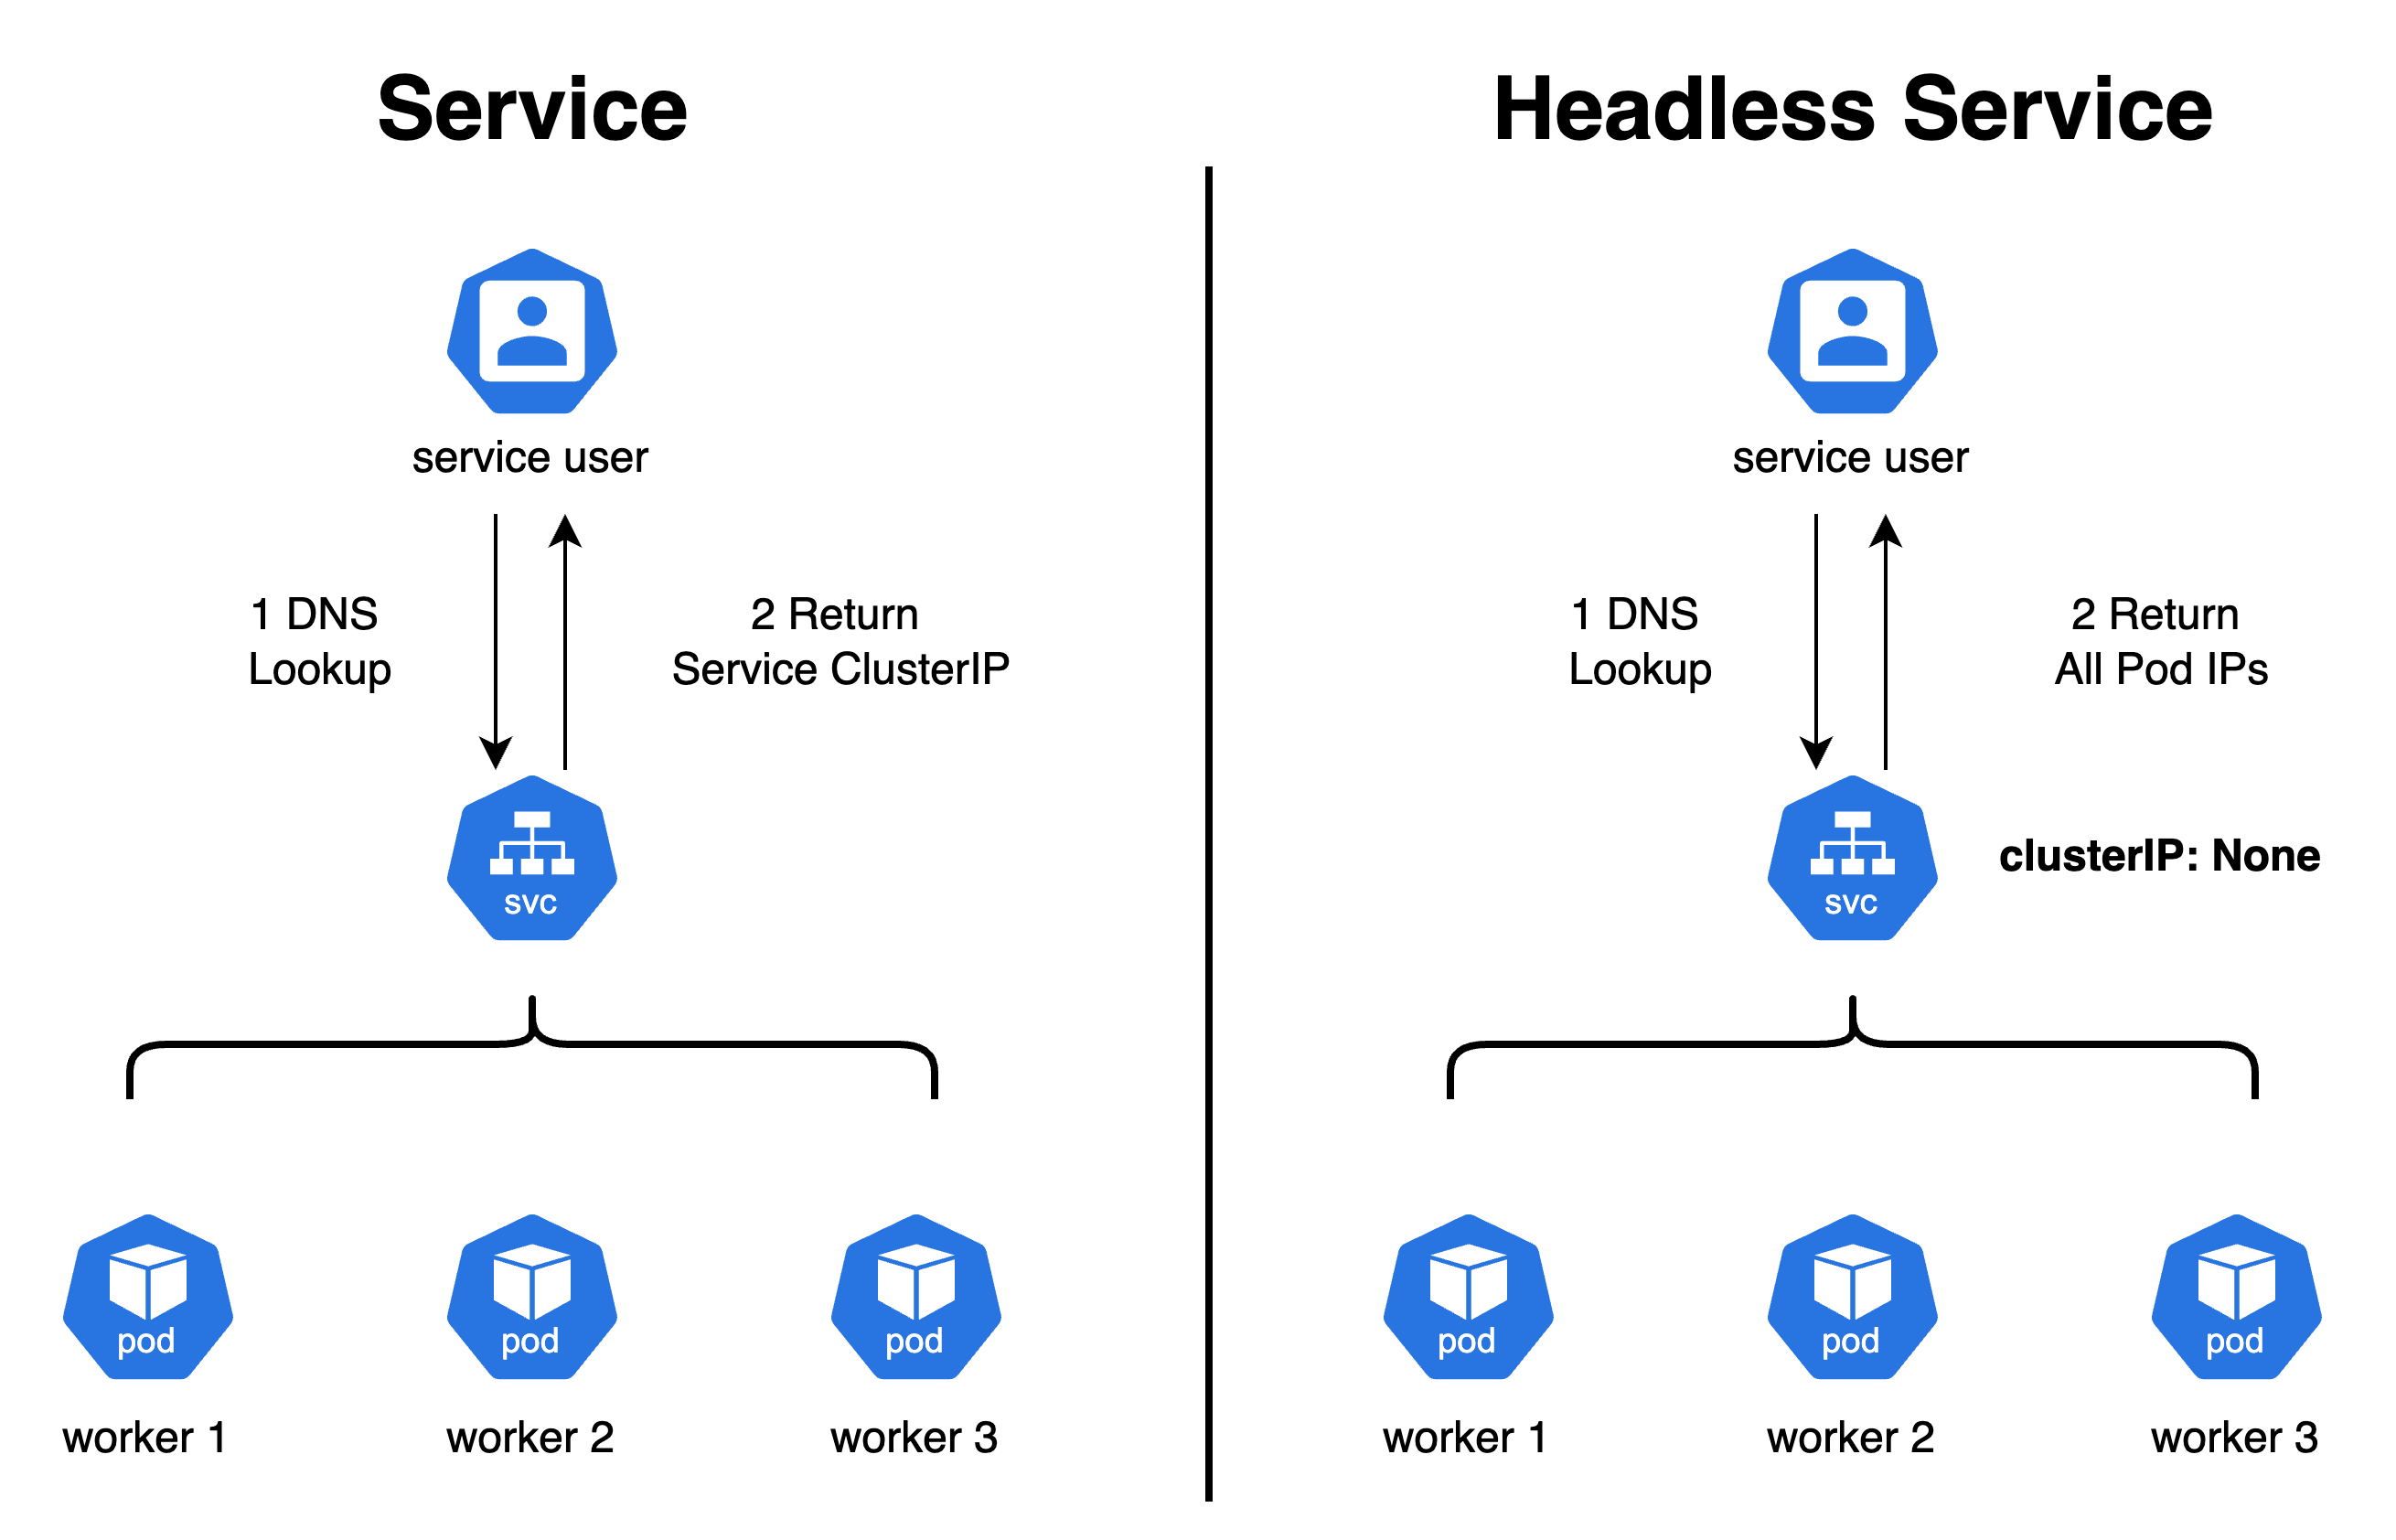 Service
service user
1 DNS
Lookup
2 Return
Service ClusterIP
svc
pod
pod
pod
worker 1
worker 2
worker 3
Headless Service
service user
1 DNS
Lookup
2 Return
All Pod IPs
svc
clusterIP: None
pod
pod
pod
worker 1
worker 2
worker 3